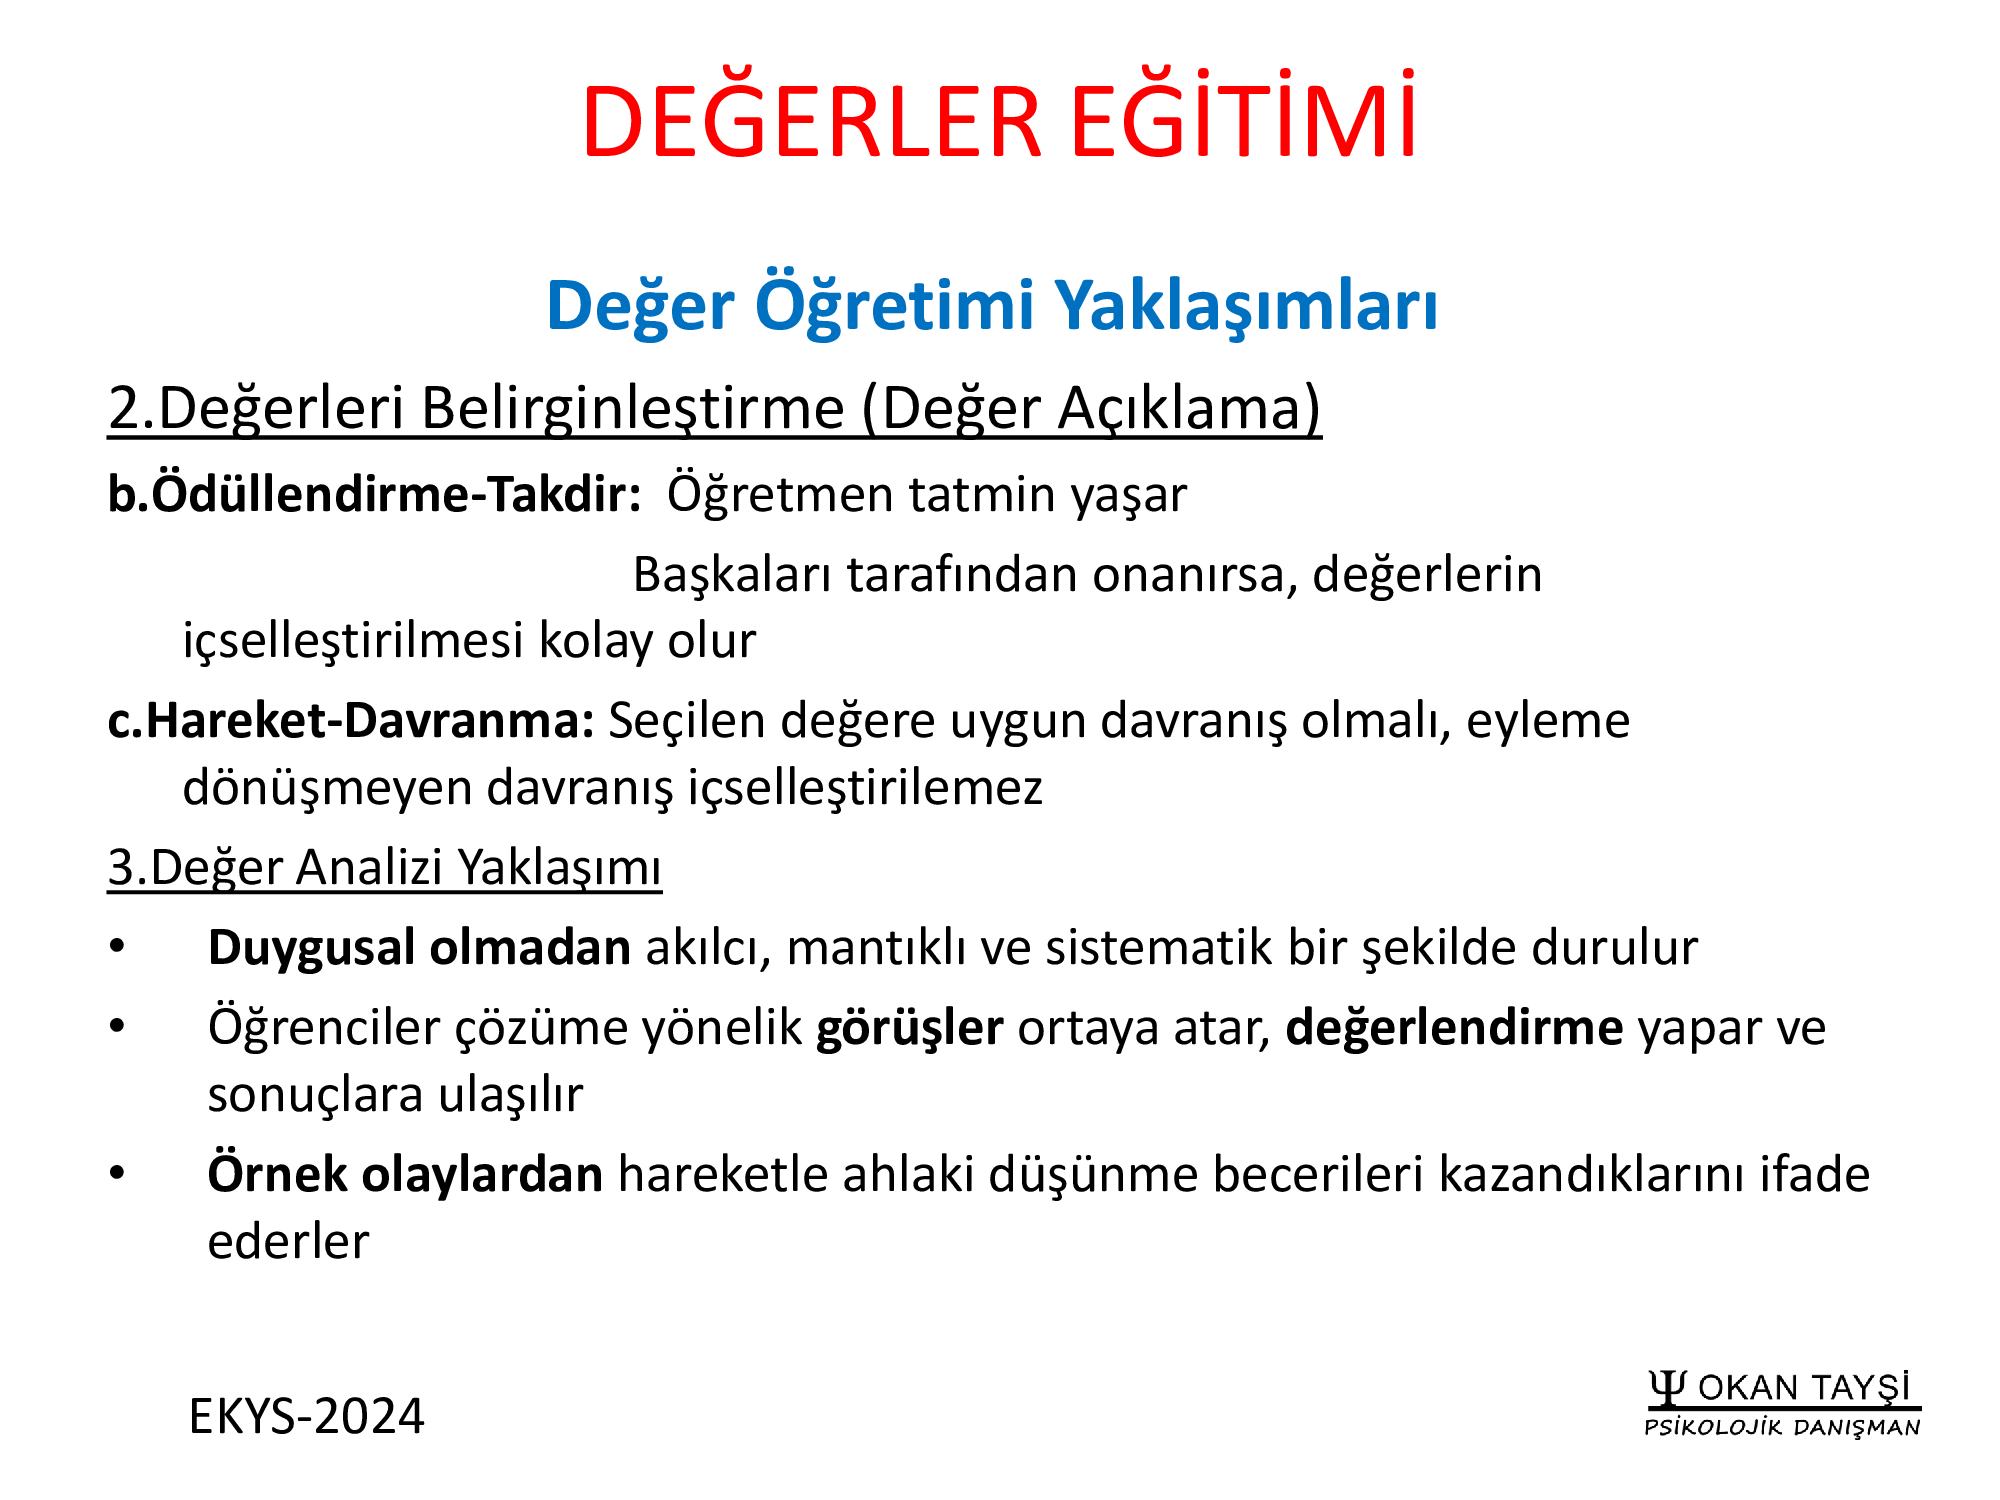 DEĞERLER EĞİTİMİ
Değer Öğretimi Yaklaşımları
2.Değerleri Belirginleştirme (Değer Açıklama)
b.Ödüllendirme-Takdir: Öğretmen tatmin yaşar
Başkaları tarafından onanırsa, değerlerin
içselleştirilmesi kolay olur
c.Hareket-Davranma: Seçilen değere uygun davranış olmalı, eyleme
dönüşmeyen davranış içselleştirilemez
3.Değer Analizi Yaklaşımı
• Duygusal olmadan akılcı, mantıklı ve sistematik bir şekilde durulur
• Öğrenciler çözüme yönelik görüşler ortaya atar, değerlendirme yapar ve
sonuçlara ulaşılır
• Örnek olaylardan hareketle ahlaki düşünme becerileri kazandıklarını ifade
ederler
EKYS-2024
Ψ OKAN TAYŞİ
PSİKOLOJİK DANIŞMAN